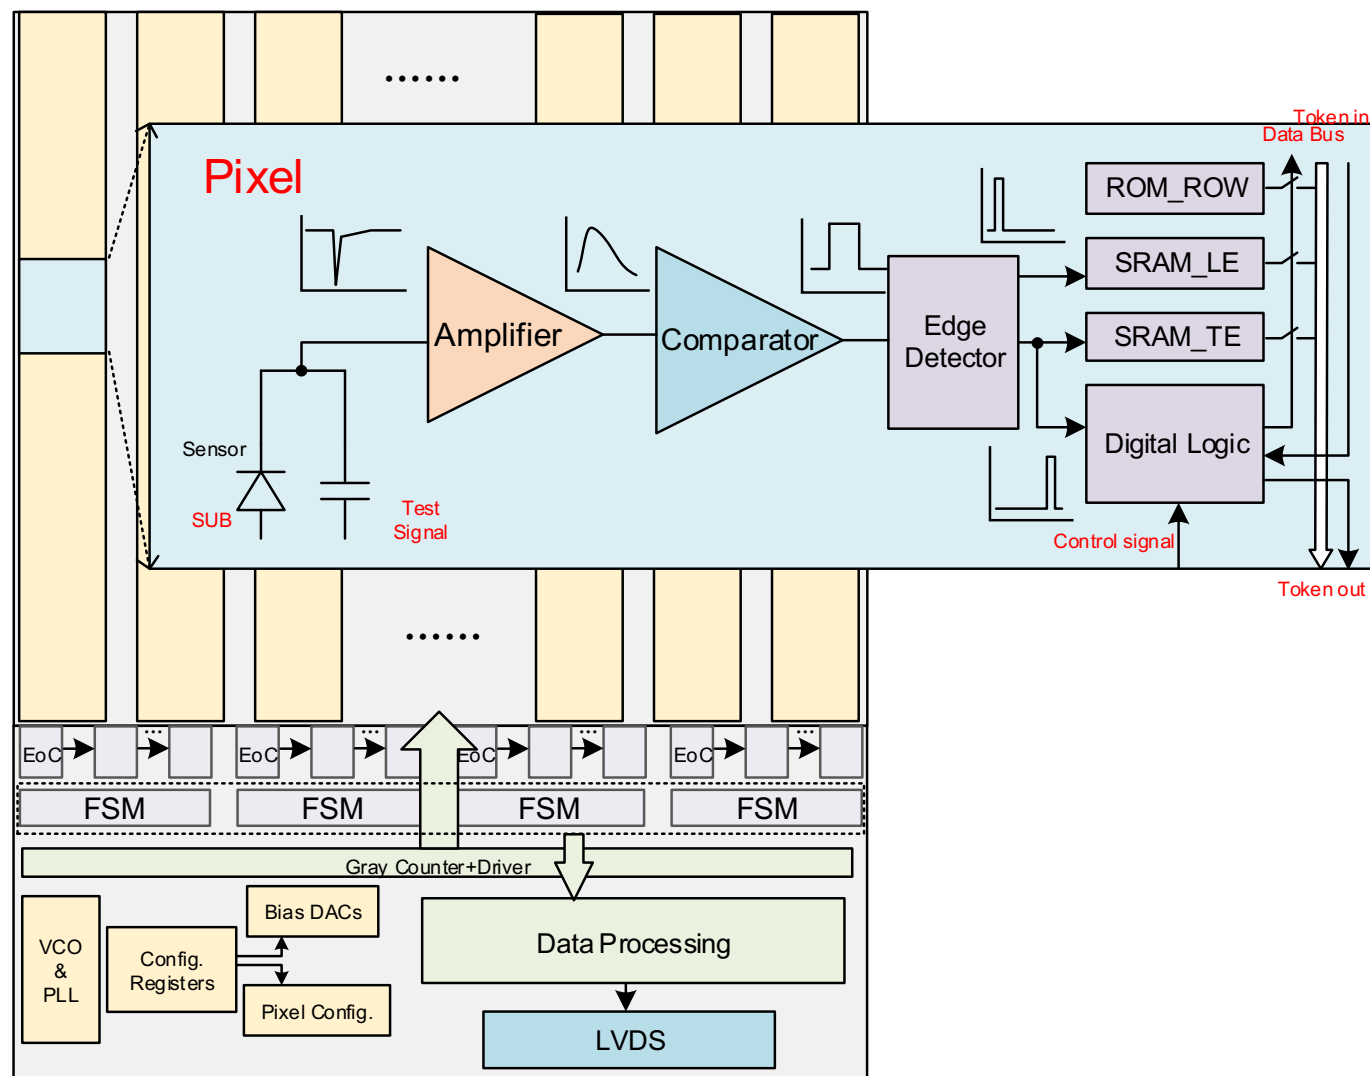 ......
Token in
Data Bus
Pixel
ROM_ROW
SRAM_LE
Amplifier
Comparator
Edge
Detector
SRAM_TE
Sensor
Digital Logic
SUB
Test
Signal
Control signal
Token out
......
EoC ... EoC ... EoC ... EoC ...
FSM FSM FSM FSM
Gray Counter+Driver
VCO
&
PLL
Config.
Registers
Bias DACs
Pixel Config.
Data Processing
LVDS